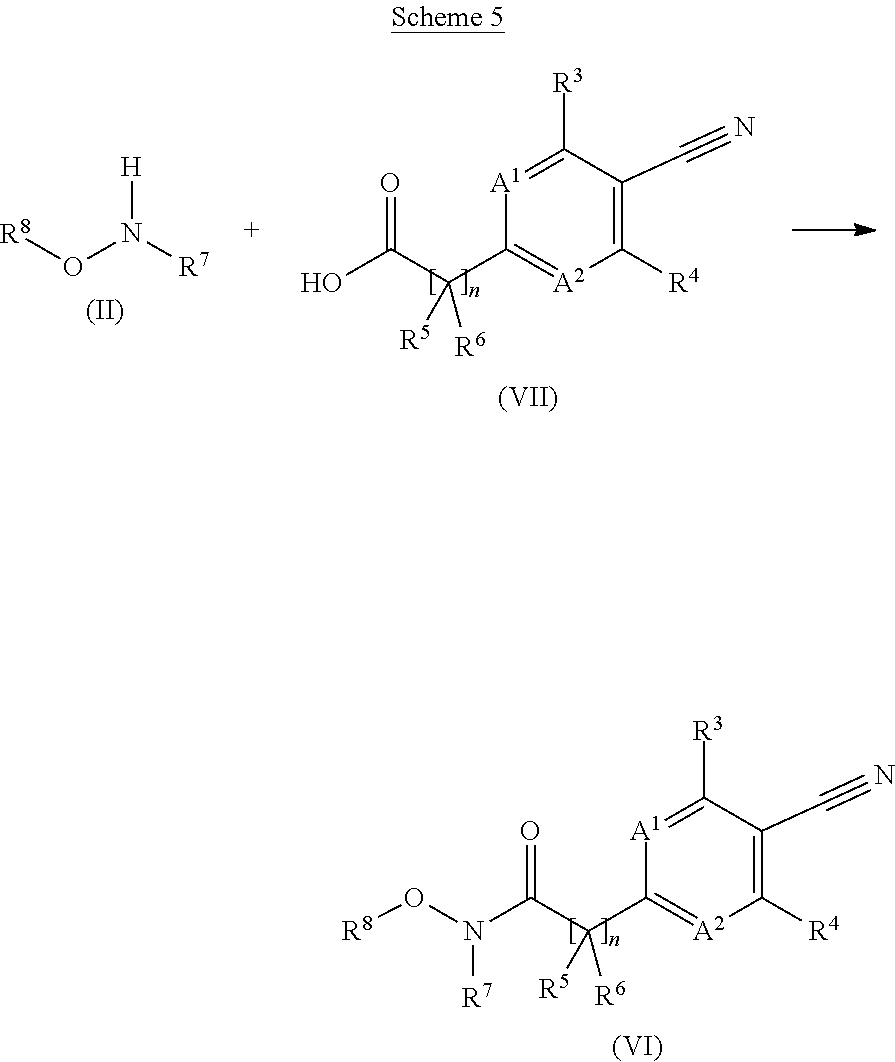 Scheme 5
R³
N
H
O
A¹
R⁸
N
+
O
R⁷
HO
[ ]n
A²
R⁴
(II)
R⁵
R⁶
(VII)
R³
N
O
A¹
O
R⁸
N
[ ]n
A²
R⁴
R⁷
R⁵
R⁶
(VI)